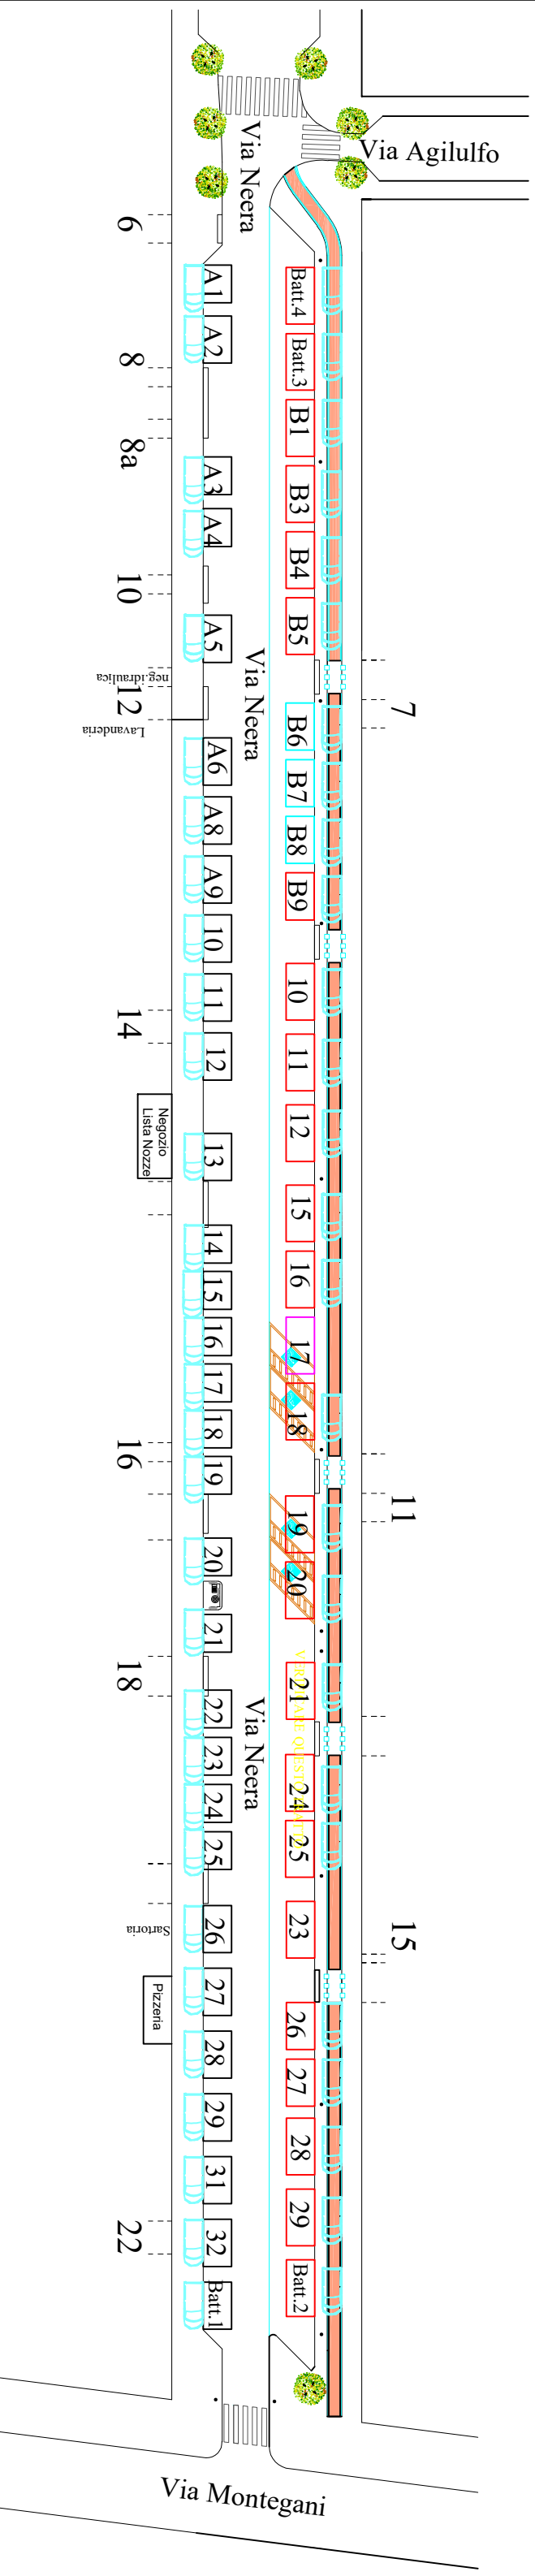 Via Agilulfo
Via Neera
6
A1
A2
8
8a
A3
A4
10
A5
neg.idraulica
12
Lavanderia
A6
A8
A9
10
11
14
12
Negozio
Lista Nozze
13
14
15
16
17
18
16
19
20
21
18
22
23
24
25
Sartoria
26
27
Pizzeria
28
29
31
22
32
Batt.1
Via Neera
Via Neera
Batt.4
Batt.3
B1
B3
B4
B5
7
B6
B7
B8
B9
10
11
12
15
16
17
18
11
19
20
21
24
25
23
15
26
27
28
29
Batt.2
Via Montegani